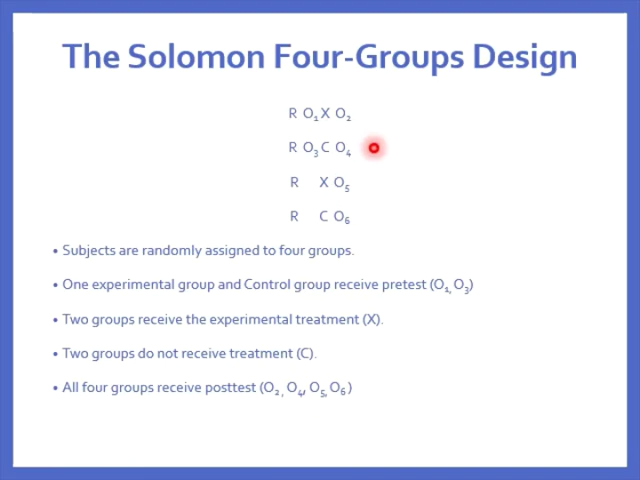 The Solomon Four-Groups Design
R O₁ X O₂
R O₃ C O₄
R X O₅
R C O₆
• Subjects are randomly assigned to four groups.
• One experimental group and Control group receive pretest (O₁, O₃)
• Two groups receive the experimental treatment (X).
• Two groups do not receive treatment (C).
• All four groups receive posttest (O₂, O₄, O₅, O₆)